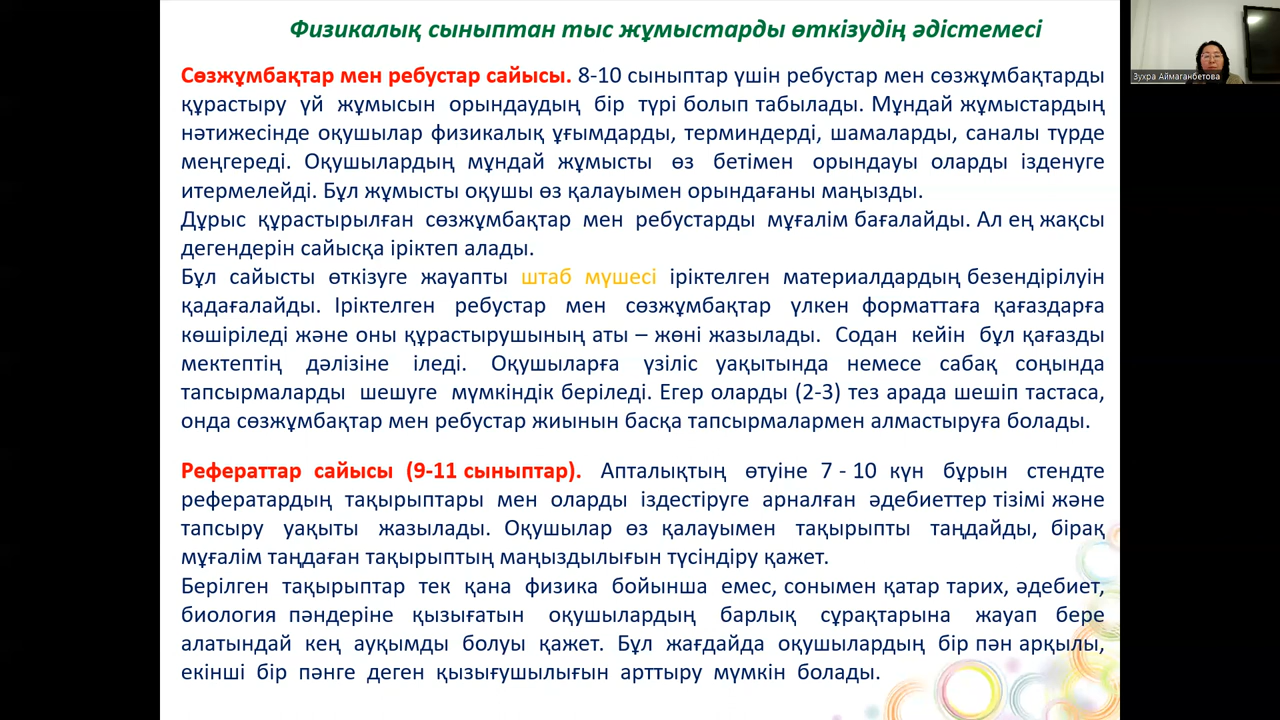 Физикалық сыныптан тыс жұмыстарды өткізудің әдістемесі
Сөзжұмбақтар мен ребустар сайысы. 8-10 сыныптар үшін ребустар мен сөзжұмбақтарды
құрастыру үй жұмысын орындаудың бір түрі болып табылады. Мұндай жұмыстардың
нәтижесінде оқушылар физикалық ұғымдарды, терминдерді, шамаларды, саналы түрде
меңгереді. Оқушылардың мұндай жұмысты өз бетімен орындауы оларды ізденуге
итермелейді. Бұл жұмысты оқушы өз қалауымен орындағаны маңызды.
Дұрыс құрастырылған сөзжұмбақтар мен ребустарды мұғалім бағалайды. Ал ең жақсы
дегендерін сайысқа іріктеп алады.
Бұл сайысты өткізуге жауапты штаб мүшесі іріктелген материалдардың безендірілуін
қадағалайды. Іріктелген ребустар мен сөзжұмбақтар үлкен форматтаға қағаздарға
көшіріледі және оны құрастырушының аты – жөні жазылады. Содан кейін бұл қағазды
мектептің дәлізіне іледі. Оқушыларға үзіліс уақытында немесе сабақ соңында
тапсырмаларды шешуге мүмкіндік беріледі. Егер оларды (2-3) тез арада шешіп тастаса,
онда сөзжұмбақтар мен ребустар жиынын басқа тапсырмалармен алмастыруға болады.
Рефераттар сайысы (9-11 сыныптар). Апталықтың өтуіне 7 - 10 күн бұрын стендте
рефератардың тақырыптары мен оларды іздестіруге арналған әдебиеттер тізімі және
тапсыру уақыты жазылады. Оқушылар өз қалауымен тақырыпты таңдайды, бірақ
мұғалім таңдаған тақырыптың маңыздылығын түсіндіру қажет.
Берілген тақырыптар тек қана физика бойынша емес, сонымен қатар тарих, әдебиет,
биология пәндеріне қызығатын оқушылардың барлық сұрақтарына жауап бере
алатындай кең ауқымды болуы қажет. Бұл жағдайда оқушылардың бір пән арқылы,
екінші бір пәнге деген қызығушылығын арттыру мүмкін болады.
Зухра Аймаганбетова